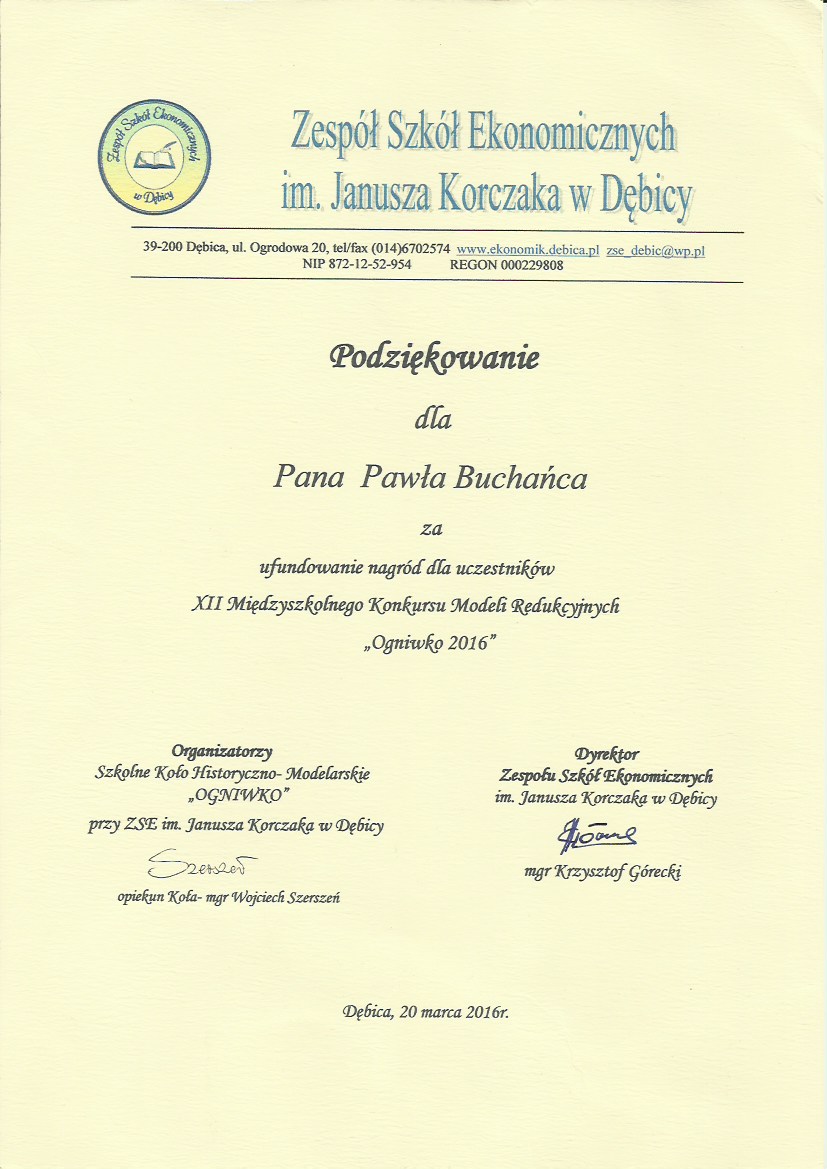 Zespół Szkół Ekonomicznych
w Dębicy
Zespół Szkół Ekonomicznych
im. Janusza Korczaka w Dębicy
39-200 Dębica, ul. Ogrodowa 20, tel/fax (014)6702574 www.ekonomik.debica.pl zse_debic@wp.pl
NIP 872-12-52-954 REGON 000229808
Podziękowanie
dla
Pana Pawła Buchańca
za
ufundowanie nagród dla uczestników
XII Międzyszkolnego Konkursu Modeli Redukcyjnych
„Ogniwko 2016”
Organizatorzy
Szkolne Koło Historyczno- Modelarskie
„OGNIWKO”
przy ZSE im. Janusza Korczaka w Dębicy
Szerszeń
opiekun Koła- mgr Wojciech Szerszeń
Dyrektor
Zespołu Szkół Ekonomicznych
im. Janusza Korczaka w Dębicy
mgr Krzysztof Górecki
Dębica, 20 marca 2016r.